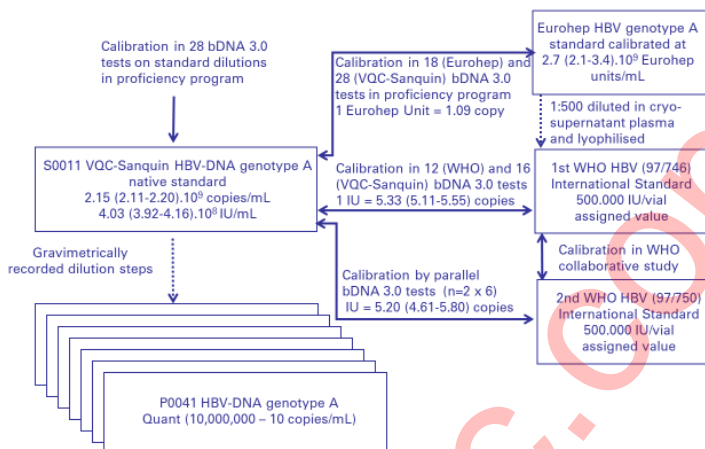 Calibration in 28 bDNA 3.0
tests on standard dilutions
in proficiency program
Calibration in 18 (Eurohep) and
28 (VQC-Sanquin) bDNA 3.0
tests in proficiency program
1 Eurohep Unit = 1.09 copy
Eurohep HBV genotype A
standard calibrated at
2.7 (2.1-3.4).10⁹ Eurohep
units/mL
1:500 diluted in cryo-
supernatant plasma
and lyophilised
S0011 VQC-Sanquin HBV-DNA genotype A
native standard
2.15 (2.11-2.20).10⁹ copies/mL
4.03 (3.92-4.16).10⁸ IU/mL
Calibration in 12 (WHO) and 16
(VQC-Sanquin) bDNA 3.0 tests
1 IU = 5.33 (5.11-5.55) copies
1st WHO HBV (97/746)
International Standard
500.000 IU/vial
assigned value
Gravimetrically
recorded dilution steps
Calibration in WHO
collaborative study
Calibration by parallel
bDNA 3.0 tests (n=2 x 6)
IU = 5.20 (4.61-5.80) copies
2nd WHO HBV (97/750)
International Standard
500.000 IU/vial
assigned value
P0041 HBV-DNA genotype A
Quant (10,000,000 – 10 copies/mL)